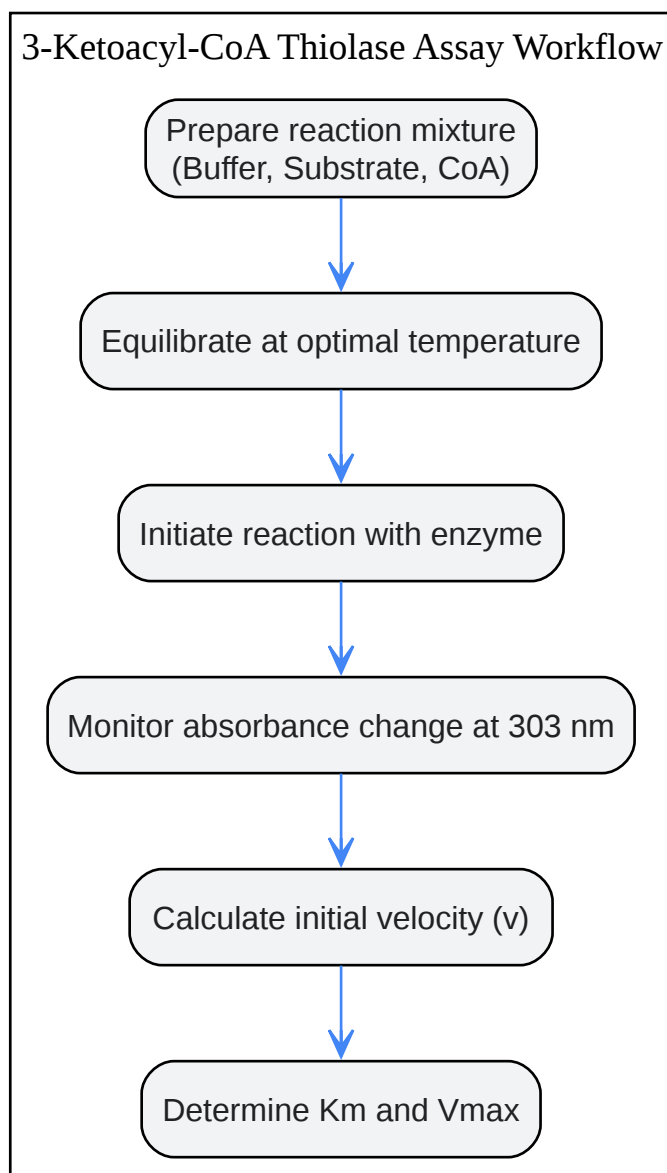 3-Ketoacyl-CoA Thiolase Assay Workflow
Prepare reaction mixture
(Buffer, Substrate, CoA)
Equilibrate at optimal temperature
Initiate reaction with enzyme
Monitor absorbance change at 303 nm
Calculate initial velocity (v)
Determine Km and Vmax